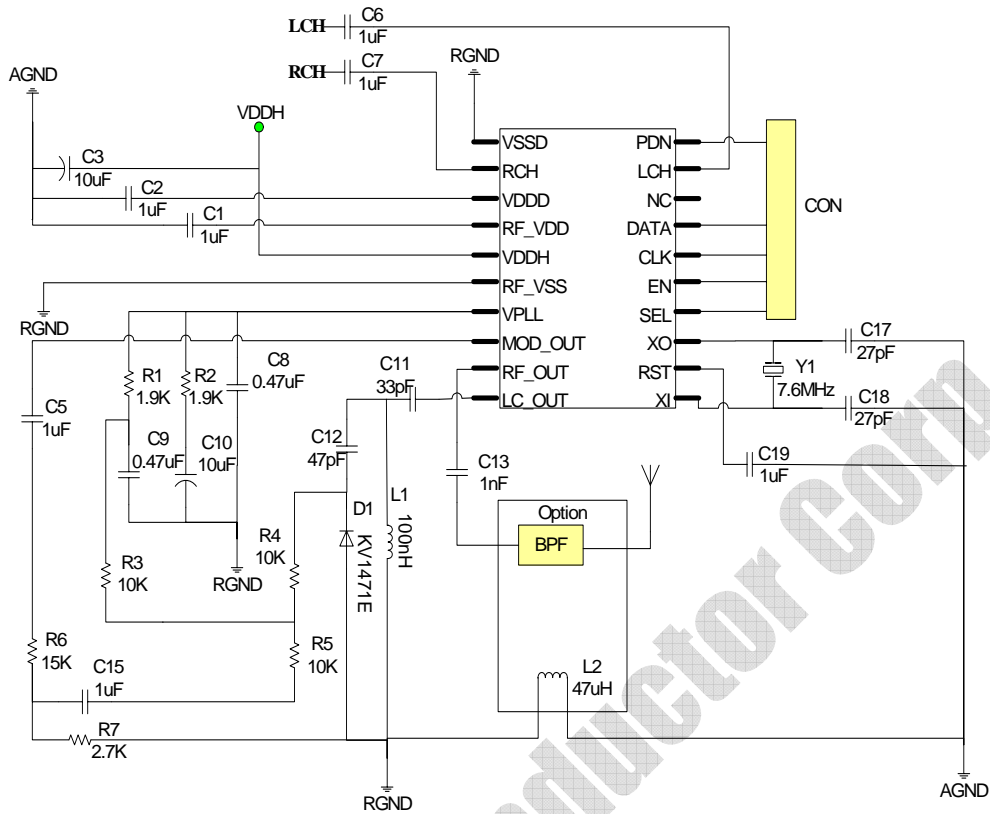 LCH
C6
1uF
RCH
C7
1uF
RGND
AGND
VDDH
C3
10uF
C2
1uF
C1
1uF
VSSD
RCH
VDDD
RF_VDD
VDDH
RF_VSS
VPLL
MOD_OUT
RF_OUT
LC_OUT
PDN
LCH
NC
DATA
CLK
EN
SEL
XO
RST
XI
CON
RGND
C17
27pF
Y1
7.6MHz
C18
27pF
C19
1uF
C5
1uF
R1
1.9K
R2
1.9K
C8
0.47uF
C9
0.47uF
C10
10uF
C11
33pF
C12
47pF
C13
1nF
D1
KV1471E
L1
100nH
Option
BPF
R3
10K
RGND
R4
10K
R5
10K
R6
15K
C15
1uF
R7
2.7K
L2
47uH
RGND
AGND
ductor Corp